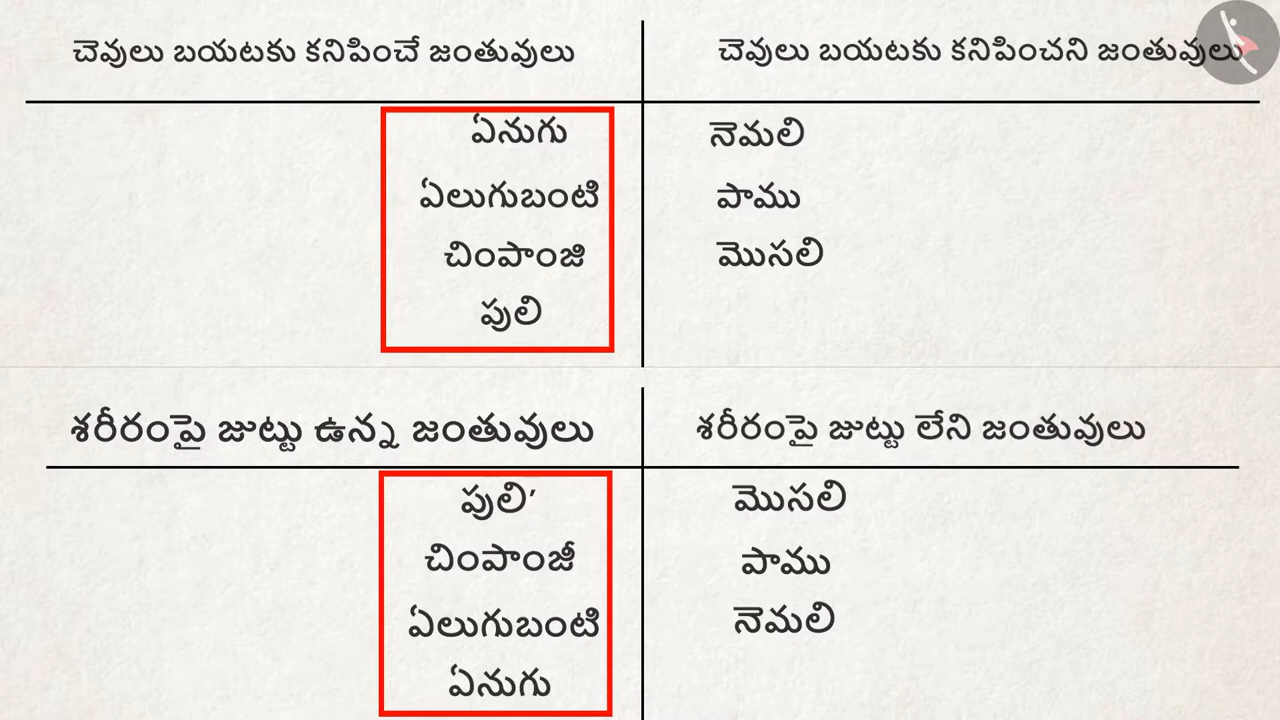 చెవులు బయటకు కనిపించే జంతువులు
చెవులు బయటకు కనిపించని జంతువులు
ఏనుగు
నెమలి
ఏలుగుబంటి
పాము
చింపాంజి
మొసలి
పులి
శరీరంపై జుట్టు ఉన్న జంతువులు
శరీరంపై జుట్టు లేని జంతువులు
పులి’
మొసలి
చింపాంజీ
పాము
ఏలుగుబంటి
నెమలి
ఏనుగు